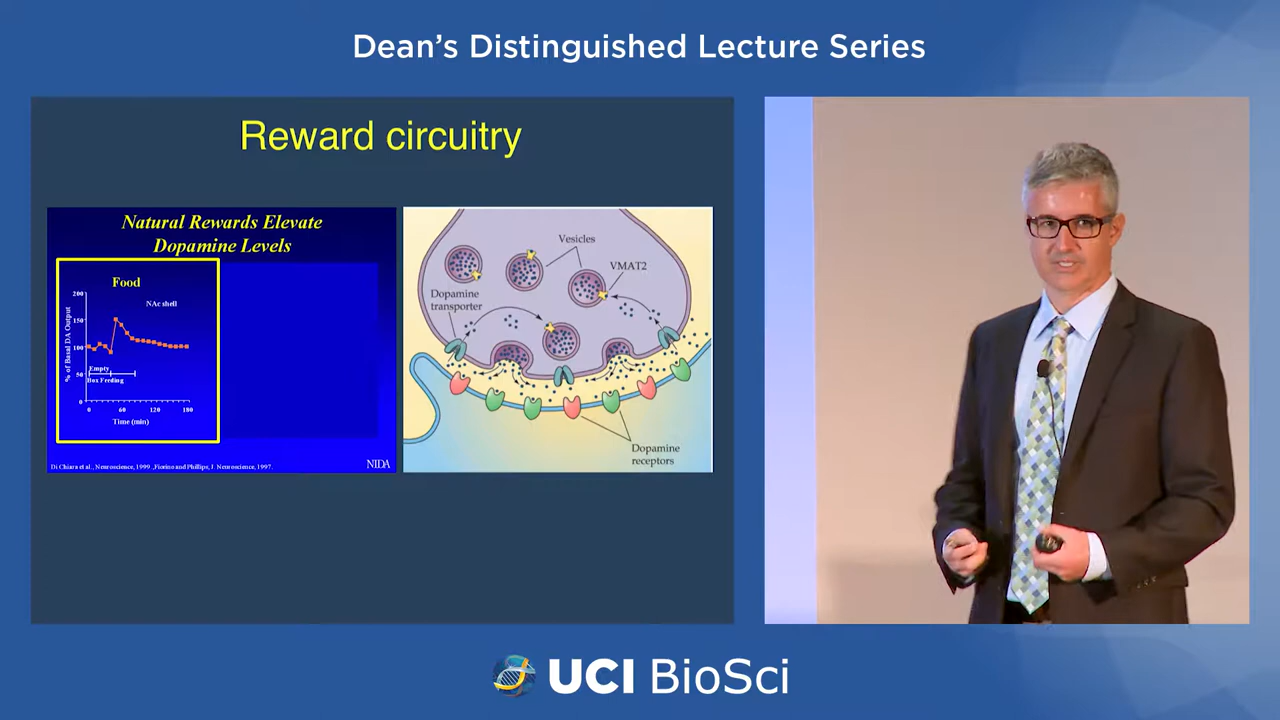 Dean's Distinguished Lecture Series
Reward circuitry
Natural Rewards Elevate
Dopamine Levels
Food
NAc shell
% of Basal DA Output
200
150
100
50
0
Empty
Box Feeding
0 60 120 180
Time (min)
Di Chiara et al., Neuroscience, 1999.,Fiorino and Phillips, J. Neuroscience, 1997.
NIDA
Vesicles
VMAT2
Dopamine
transporter
Dopamine
receptors
UCI BioSci